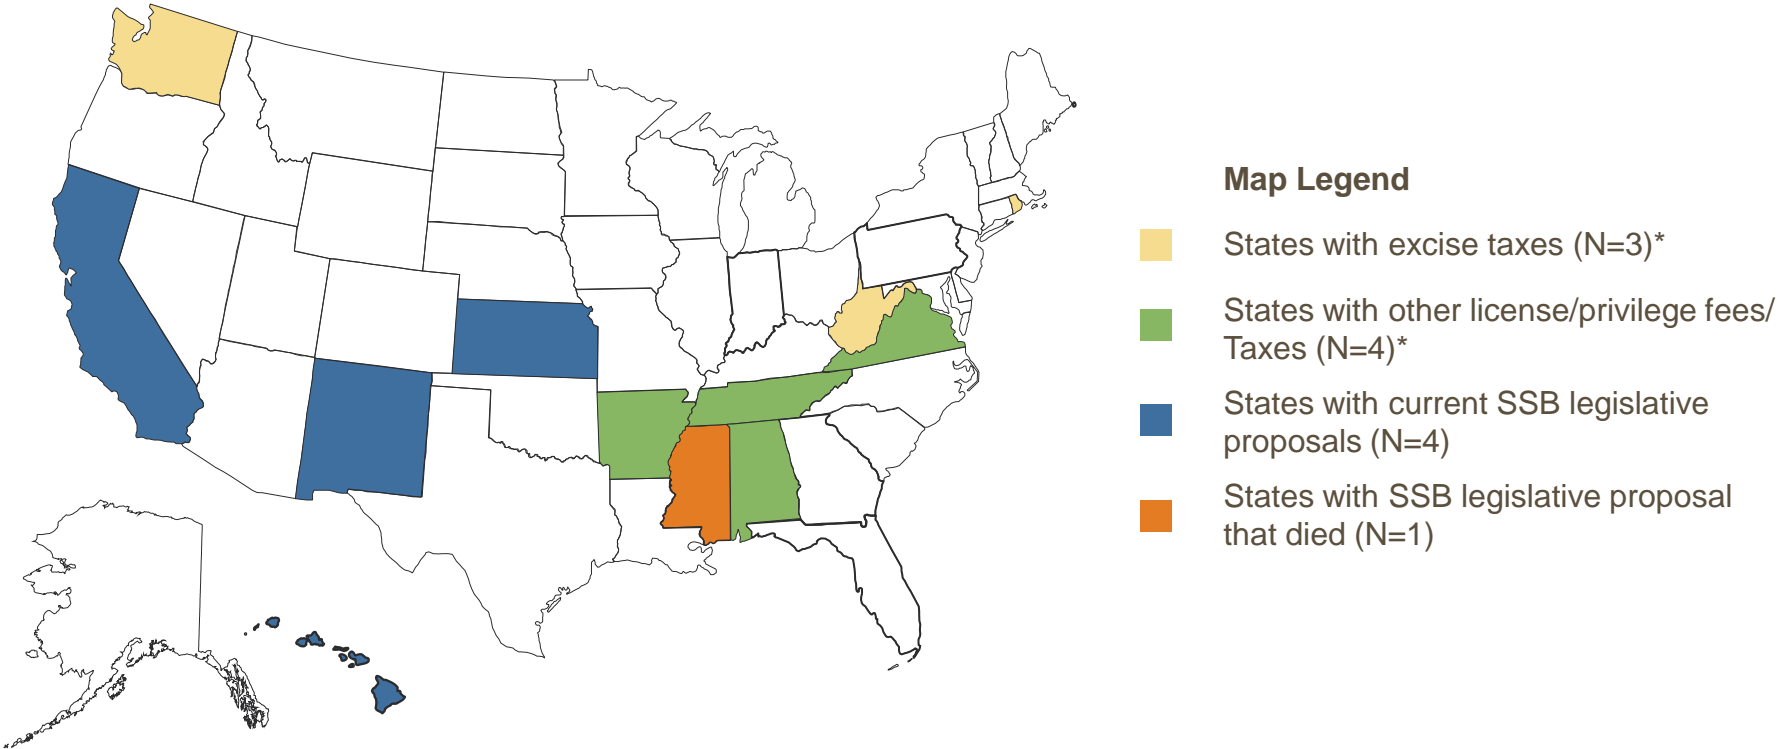 Map Legend
States with excise taxes (N=3)*
States with other license/privilege fees/
Taxes (N=4)*
States with current SSB legislative
proposals (N=4)
States with SSB legislative proposal
that died (N=1)